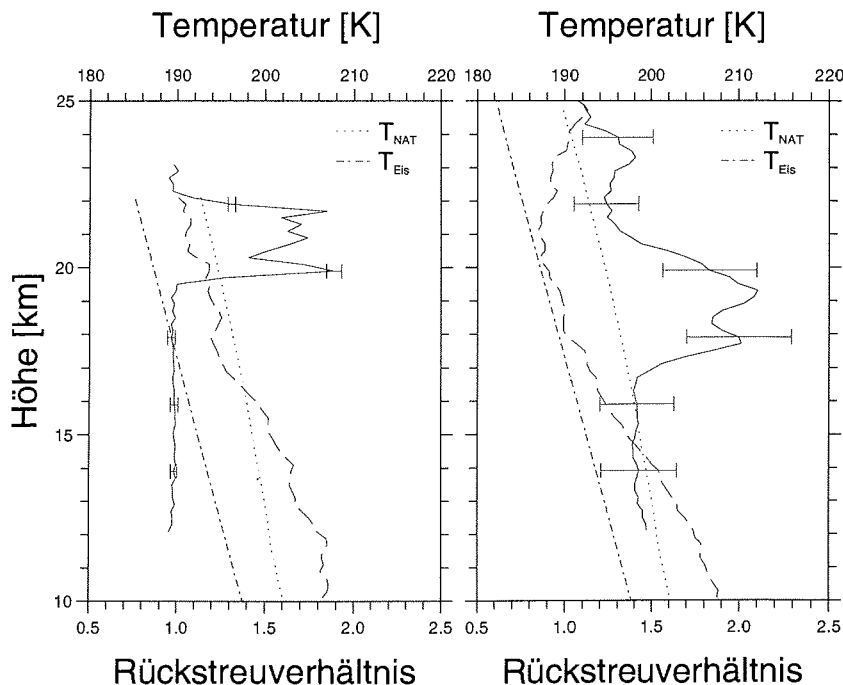 Temperatur [K] Temperatur [K]
180 190 200 210 220 180 190 200 210 220
25
20
15
10
Höhe [km]
T_NAT
T_Eis
T_NAT
T_Eis
0.5 1.0 1.5 2.0 2.5 0.5 1.0 1.5 2.0 2.5
Rückstreuverhältnis Rückstreuverhältnis